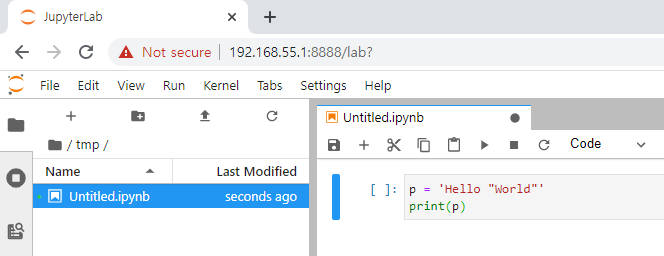 JupyterLab
Not secure 192.168.55.1:8888/lab?
File Edit View Run Kernel Tabs Settings Help
/ tmp /
Name Last Modified
Untitled.ipynb seconds ago
Untitled.ipynb
Code
[ ]: p = 'Hello "World"'
print(p)